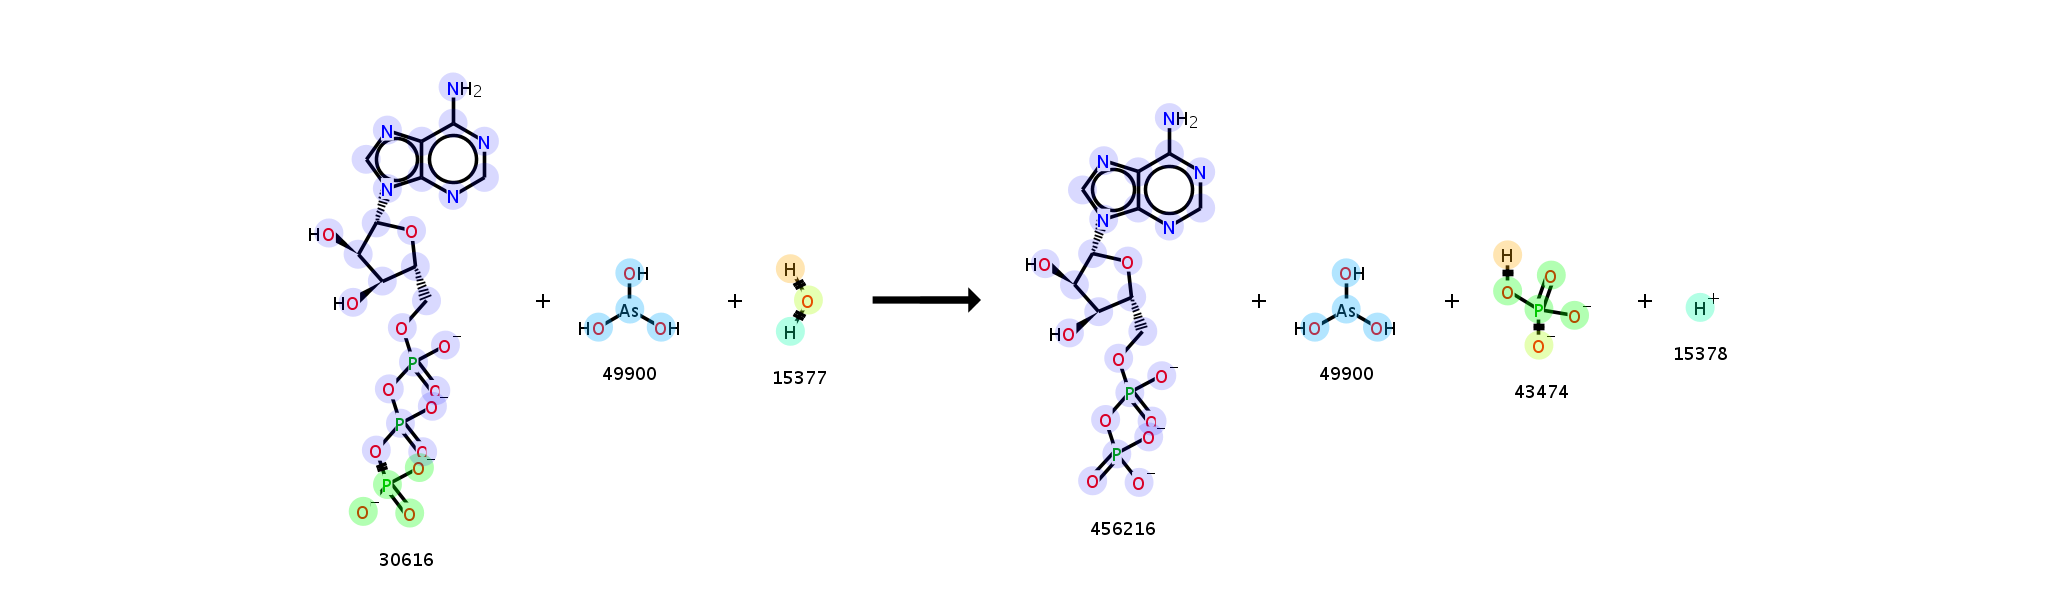 NH2
N
N
N
N
HO
O
HO
O
P
O−
O
O
P
O−
O
O
P
O−
O−
O
30616
+
OH
As
HO
OH
49900
+
H
O
H
15377
NH2
N
N
N
N
HO
O
HO
O
P
O−
O
O
P
O−
O
O−
456216
+
OH
As
HO
OH
49900
+
H
O
O
P
O−
O−
43474
+
H+
15378